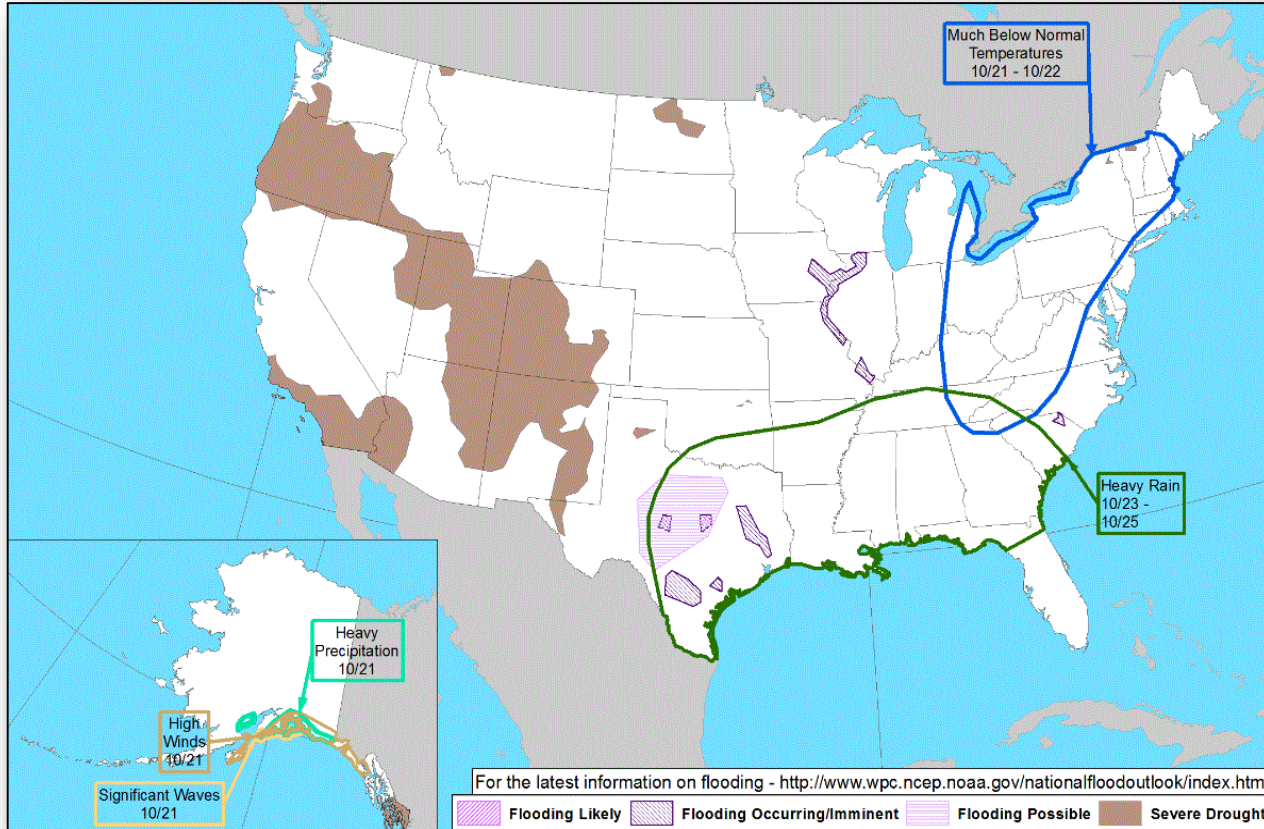 Much Below Normal
Temperatures
10/21 - 10/22
Heavy Rain
10/23 -
10/25
Heavy
Precipitation
10/21
High
Winds
10/21
Significant Waves
10/21
For the latest information on flooding - http://www.wpc.ncep.noaa.gov/nationalfloodoutlook/index.htm
Flooding Likely Flooding Occurring/Imminent Flooding Possible Severe Drought